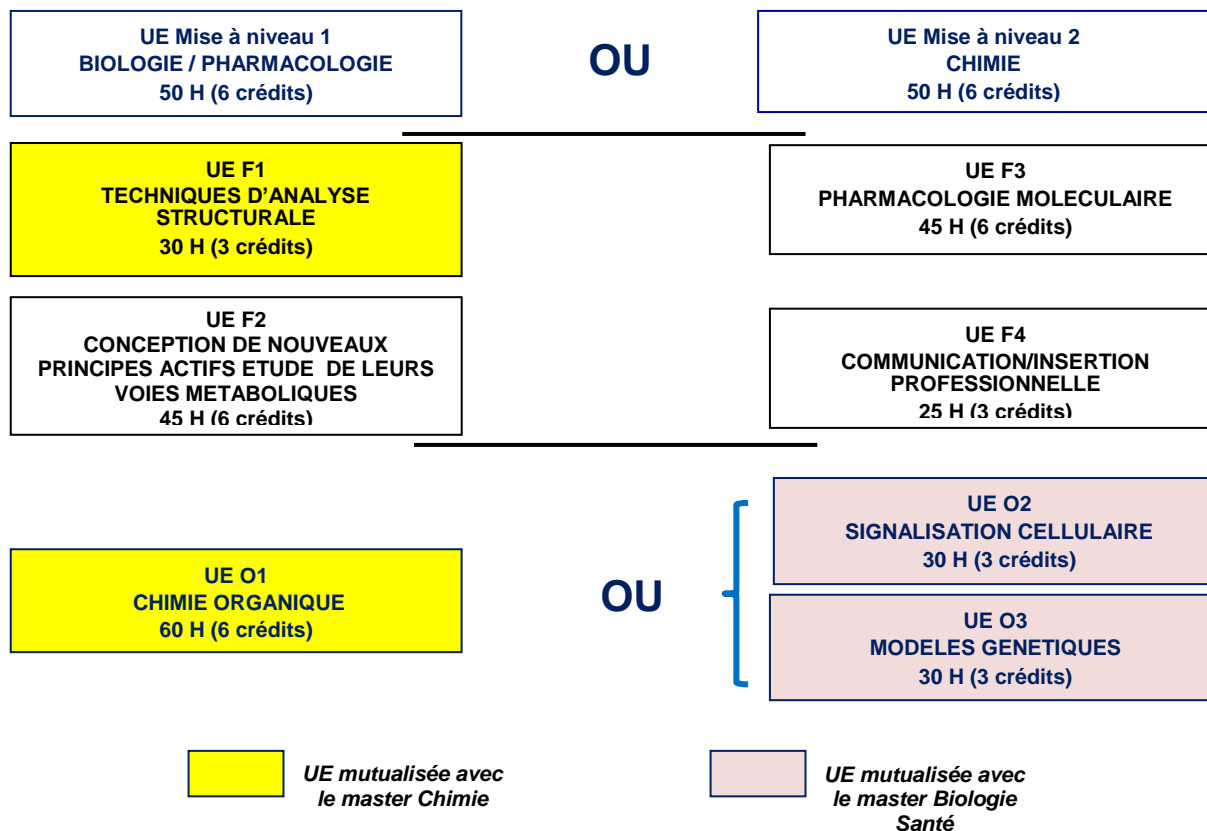 UE Mise à niveau 1
BIOLOGIE / PHARMACOLOGIE
50 H (6 crédits)
OU
UE Mise à niveau 2
CHIMIE
50 H (6 crédits)
UE F1
TECHNIQUES D'ANALYSE
STRUCTURALE
30 H (3 crédits)
UE F3
PHARMACOLOGIE MOLECULAIRE
45 H (6 crédits)
UE F2
CONCEPTION DE NOUVEAUX
PRINCIPES ACTIFS ETUDE DE LEURS
VOIES METABOLIQUES
45 H (6 crédits)
UE F4
COMMUNICATION/INSERTION
PROFESSIONNELLE
25 H (3 crédits)
UE O1
CHIMIE ORGANIQUE
60 H (6 crédits)
OU
UE O2
SIGNALISATION CELLULAIRE
30 H (3 crédits)
UE O3
MODELES GENETIQUES
30 H (3 crédits)
UE mutualisée avec
le master Chimie
UE mutualisée avec
le master Biologie
Santé